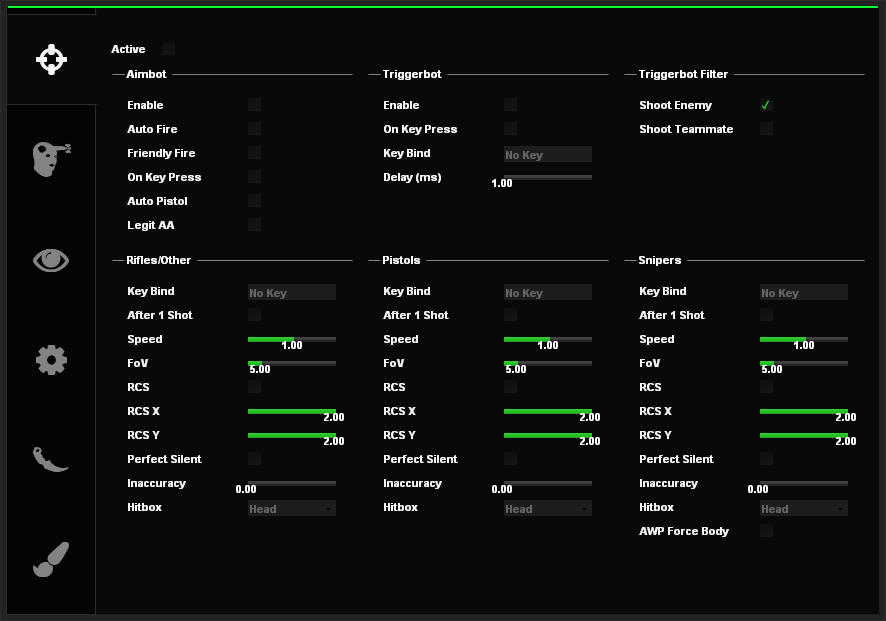 Active
Aimbot
Enable
Auto Fire
Friendly Fire
On Key Press
Auto Pistol
Legit AA
Triggerbot
Enable
On Key Press
Key Bind No Key
Delay (ms) 1.00
Triggerbot Filter
Shoot Enemy
Shoot Teammate
Rifles/Other
Key Bind No Key
After 1 Shot
Speed 1.00
FoV 5.00
RCS
RCS X 2.00
RCS Y 2.00
Perfect Silent
Inaccuracy 0.00
Hitbox Head
Pistols
Key Bind No Key
After 1 Shot
Speed 1.00
FoV 5.00
RCS
RCS X 2.00
RCS Y 2.00
Perfect Silent
Inaccuracy 0.00
Hitbox Head
Snipers
Key Bind No Key
After 1 Shot
Speed 1.00
FoV 5.00
RCS
RCS X 2.00
RCS Y 2.00
Perfect Silent
Inaccuracy 0.00
Hitbox Head
AWP Force Body